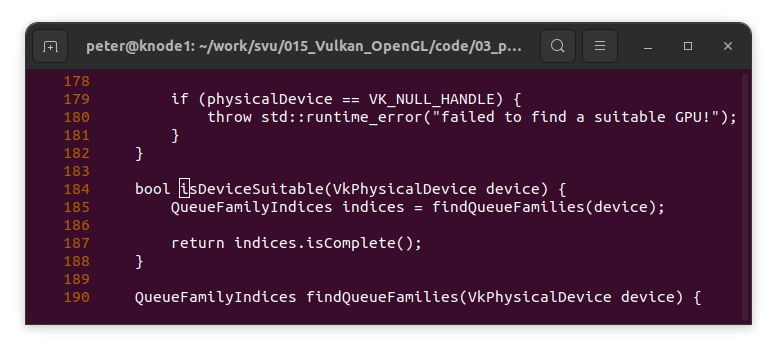 peter@knode1: ~/work/svu/015_Vulkan_OpenGL/code/03_p...
178
179         if (physicalDevice == VK_NULL_HANDLE) {
180             throw std::runtime_error("failed to find a suitable GPU!");
181         }
182     }
183
184     bool isDeviceSuitable(VkPhysicalDevice device) {
185         QueueFamilyIndices indices = findQueueFamilies(device);
186
187         return indices.isComplete();
188     }
189
190     QueueFamilyIndices findQueueFamilies(VkPhysicalDevice device) {